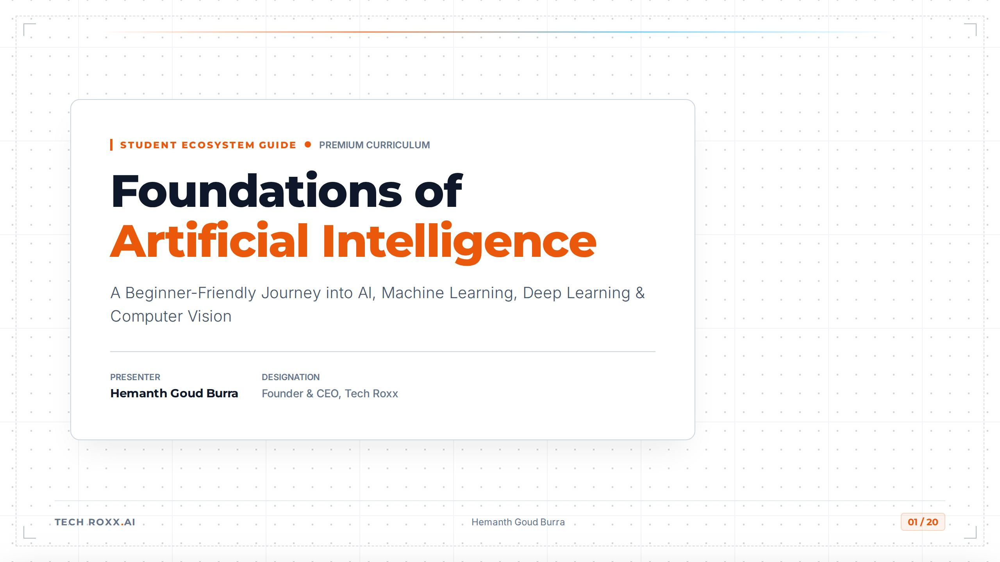 STUDENT ECOSYSTEM GUIDE ● PREMIUM CURRICULUM
Foundations of
Artificial Intelligence
A Beginner-Friendly Journey into AI, Machine Learning, Deep Learning &
Computer Vision
PRESENTER
Hemanth Goud Burra
DESIGNATION
Founder & CEO, Tech Roxx
TECH ROXX.AI
Hemanth Goud Burra
01 / 20